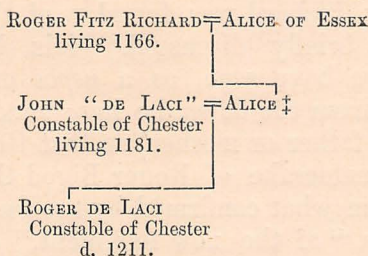 Roger Fitz Richard=Alice of Essex
living 1166.
John "de Laci"=Alice ‡
Constable of Chester
living 1181.
Roger de Laci
Constable of Chester
d. 1211.